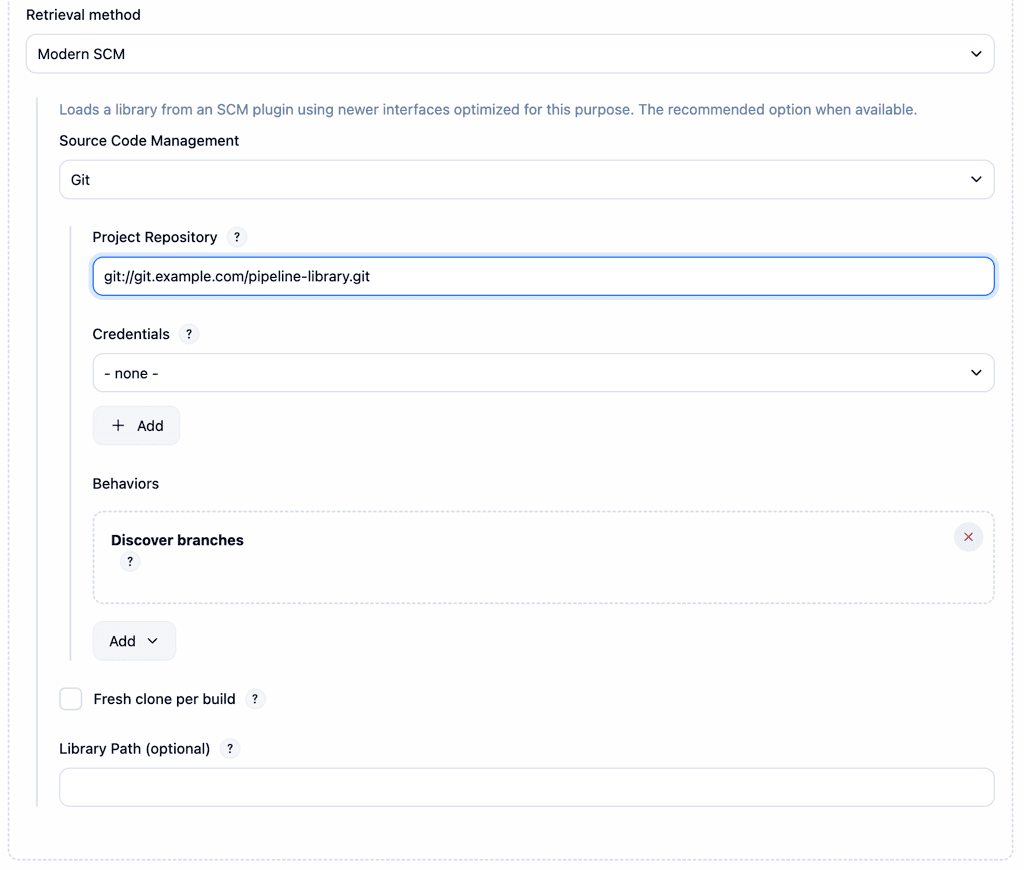 Retrieval method
Modern SCM
Loads a library from an SCM plugin using newer interfaces optimized for this purpose. The recommended option when available.
Source Code Management
Git
Project Repository ?
git://git.example.com/pipeline-library.git
Credentials ?
- none -
+ Add
Behaviors
Discover branches
?
Add
Fresh clone per build ?
Library Path (optional) ?